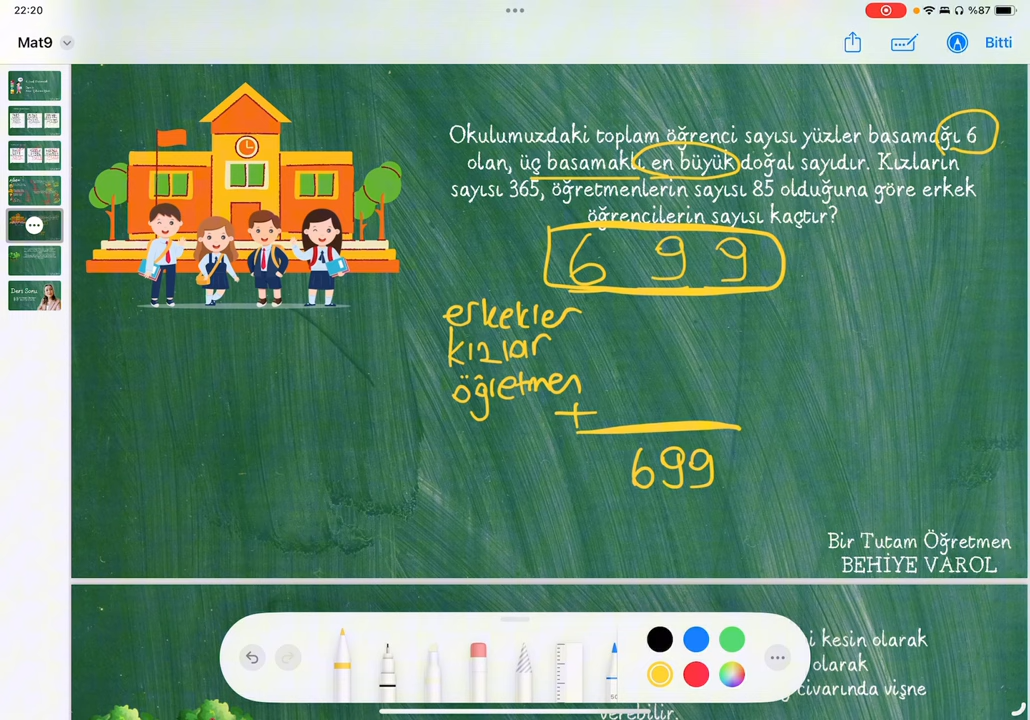 22:20
%87
Mat9
Bitti
Okulumuzdaki toplam öğrenci sayısı yüzler basamağı 6
olan, üç basamaklı en büyük doğal sayıdır. Kızların
sayısı 365, öğretmenlerin sayısı 85 olduğuna göre erkek
öğrencilerin sayısı kaçtır?
6 9 9
erkekler
kızlar
öğretmen
+
699
Bir Tutam Öğretmen
BEHİYE VAROL
i kesin olarak
olarak
civarında vişne
verebilir.
Ders Sonu